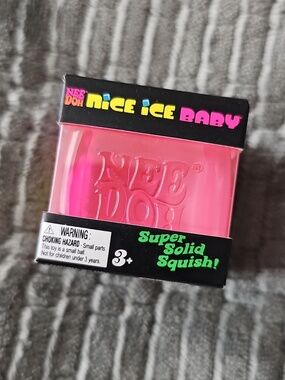 NEE DOH NICE ICE BABY™
NEE DOH
⚠ WARNING:
CHOKING HAZARD - Small parts
This toy is a small ball
Not for children under 3 years.
3+
Super
Solid
Squish!